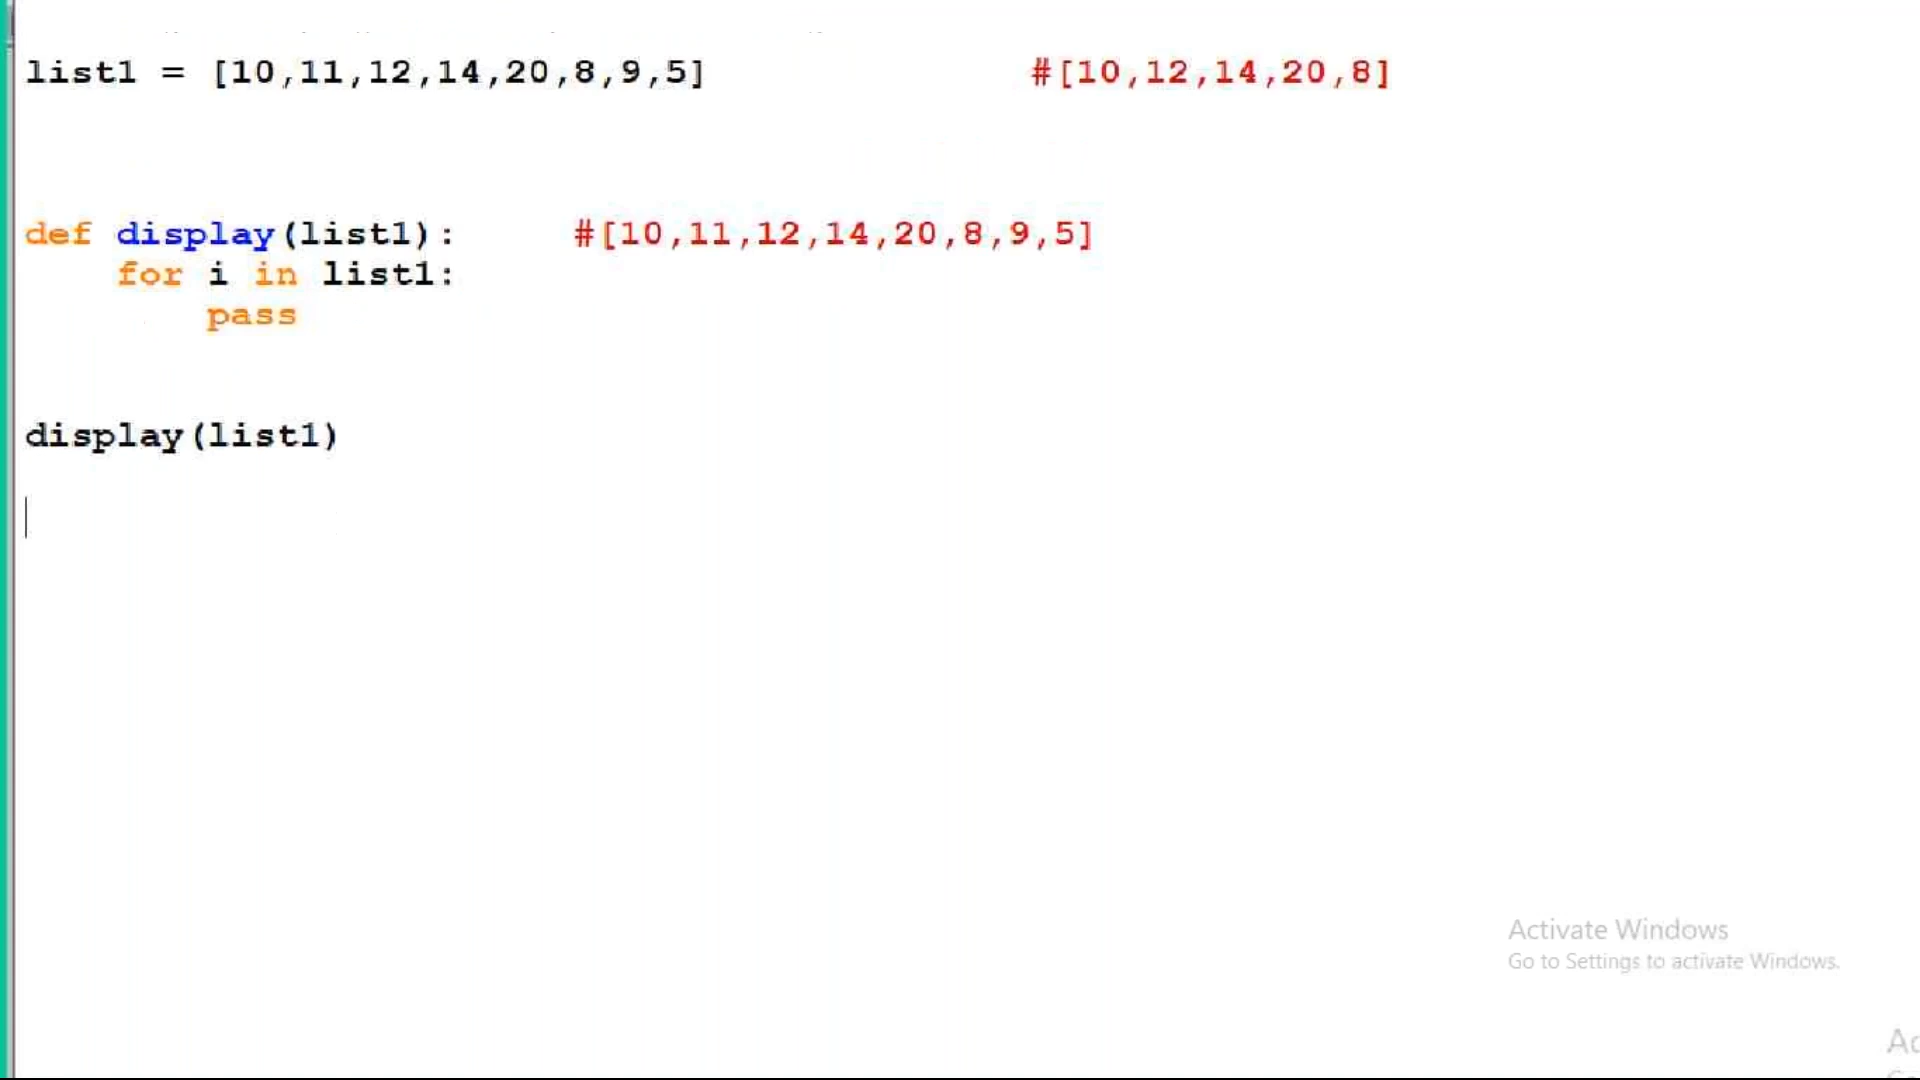 list1 = [10,11,12,14,20,8,9,5] #[10,12,14,20,8]
def display(list1): #[10,11,12,14,20,8,9,5]
for i in list1:
pass
display(list1)
Activate Windows
Go to Settings to activate Windows.